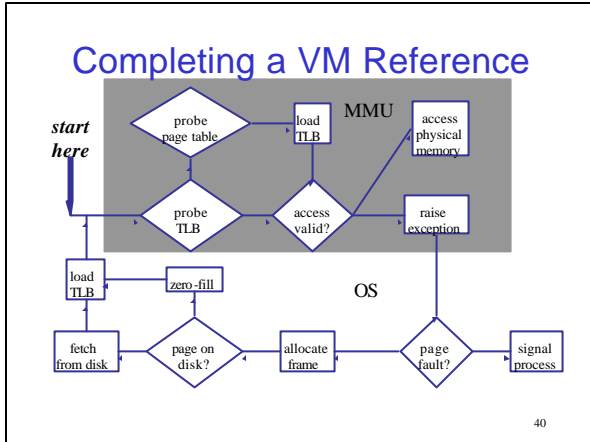 Completing a VM Reference
start
here
probe
page table
load
TLB
MMU
access
physical
memory
probe
TLB
access
valid?
raise
exception
load
TLB
zero-fill
OS
fetch
from disk
page on
disk?
allocate
frame
page
fault?
signal
process
40